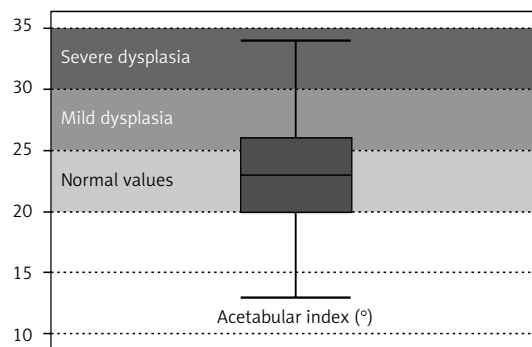 35
Severe dysplasia
30
Mild dysplasia
25
Normal values
20
15
Acetabular index (°)
10